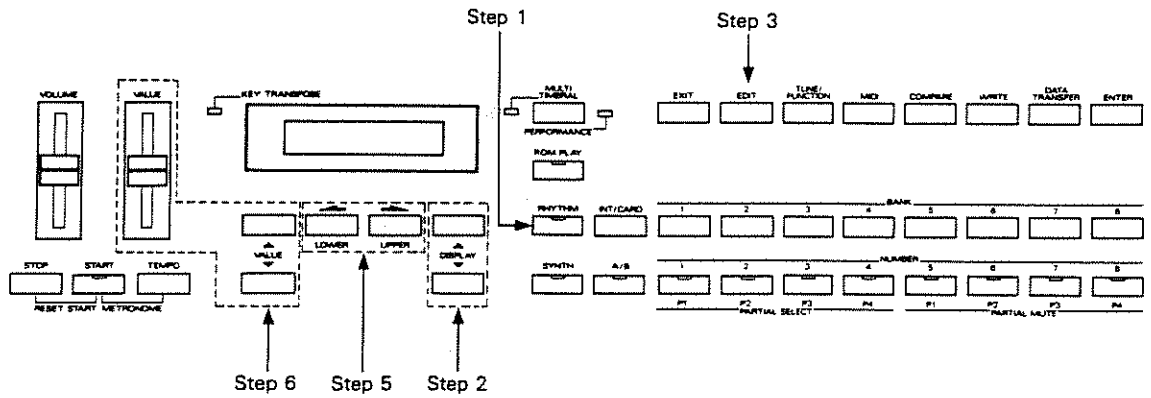 Step 1
Step 3
VOLUME
VALUE
KEY TRANSPOSE
MULTI TIMBRAL
PERFORMANCE
EXIT
EDIT
TUNE/ FUNCTION
MIDI
COMPARE
WRITE
DATA TRANSFER
ENTER
ROM PLAY
RHYTHM
INT/CARD
BANK
1 2 3 4 5 6 7 8
LOWER
UPPER
VALUE
DISPLAY
STOP
START
TEMPO
RESET START
METRONOME
SYNTH
A/B
NUMBER
1 2 3 4 5 6 7 8
P1 P2 P3 P4 P1 P2 P3 P4
PARTIAL SELECT
PARTIAL MUTE
Step 6
Step 5
Step 2